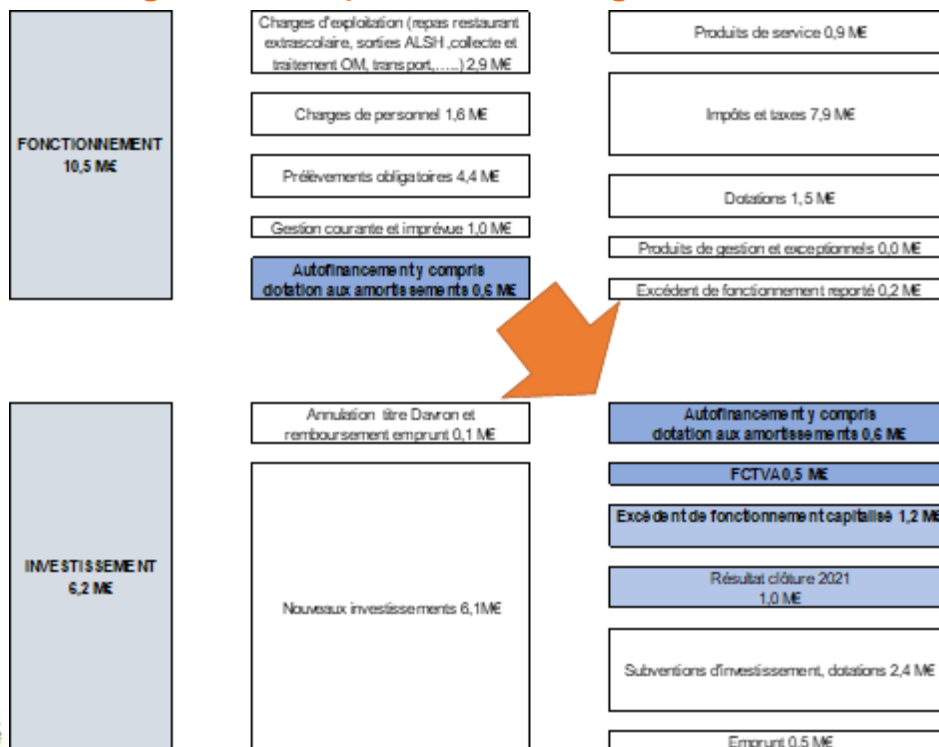 Charges d'exploitation (repas restaurant
extrascolaire, sorties ALSH ,collecte et
traitement OM, transport,…..) 2,9 M€
Produits de service 0,9 M€
Charges de personnel 1,6 M€
Impôts et taxes 7,9 M€
FONCTIONNEMENT
10,5 M€
Prélèvements obligatoires 4,4 M€
Dotations 1,5 M€
Gestion courante et imprévue 1,0 M€
Produits de gestion et exceptionnels 0,0 M€
Autofinancement y compris
dotation aux amortissements 0,6 M€
Excédent de fonctionnement reporté 0,2 M€
Annulation titre Davron et
remboursement emprunt 0,1 M€
Autofinancement y compris
dotation aux amortissements 0,6 M€
FCTVA 0,5 M€
Excédent de fonctionnement capitalisé 1,2 M€
INVESTISSEMENT
6,2 M€
Résultat clôture 2021
1,0 M€
Nouveaux investissements 6,1M€
Subventions d'investissement, dotations 2,4 M€
Emprunt 0,5 M€